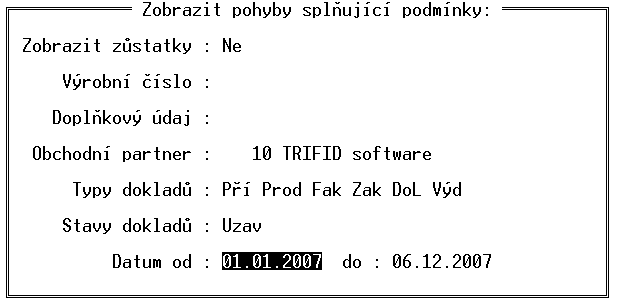 Zobrazit pohyby splňující podmínky:
Zobrazit zůstatky : Ne
Výrobní číslo :
Doplňkový údaj :
Obchodní partner : 10 TRIFID software
Typy dokladů : Pří Prod Fak Zak DoL Výd
Stavy dokladů : Uzav
Datum od : 01.01.2007 do : 06.12.2007